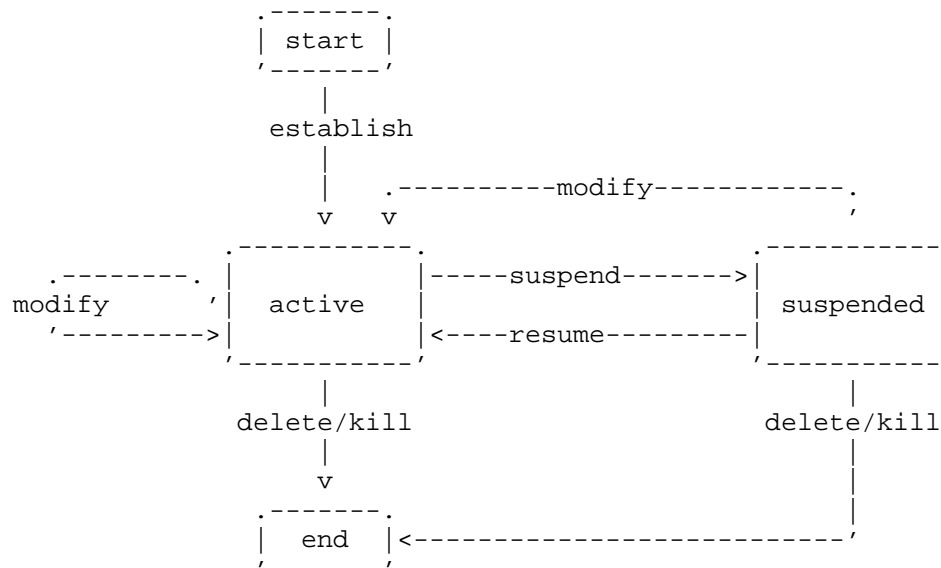 start
establish
modify
suspend
modify active suspended
resume
delete/kill delete/kill
end